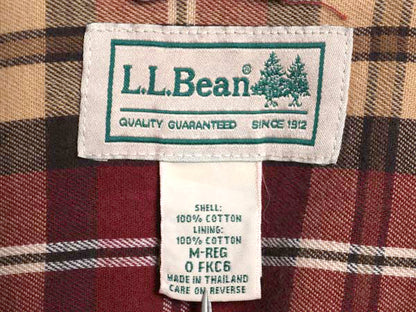 L.L.Bean®
QUALITY GUARANTEED SINCE 1912
SHELL:
100% COTTON
LINING:
100% COTTON
M-REG
0 FKC6
MADE IN THAILAND
CARE ON REVERSE